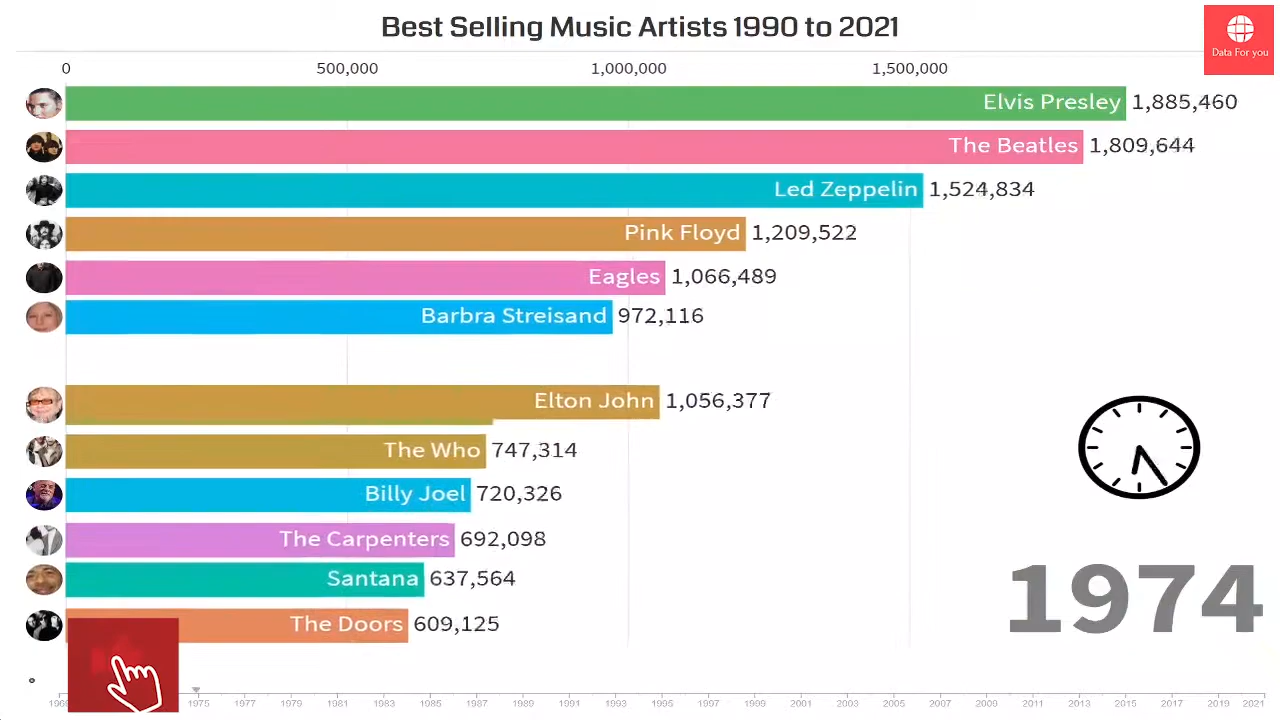 Best Selling Music Artists 1990 to 2021
Data For you
0 500,000 1,000,000 1,500,000
Elvis Presley 1,885,460
The Beatles 1,809,644
Led Zeppelin 1,524,834
Pink Floyd 1,209,522
Eagles 1,066,489
Barbra Streisand 972,116
Elton John 1,056,377
The Who 747,314
Billy Joel 720,326
The Carpenters 692,098
Santana 637,564
The Doors 609,125
1974
1975 1977 1979 1981 1983 1985 1987 1989 1991 1993 1995 1997 1999 2001 2003 2005 2007 2009 2011 2013 2015 2017 2019 2021